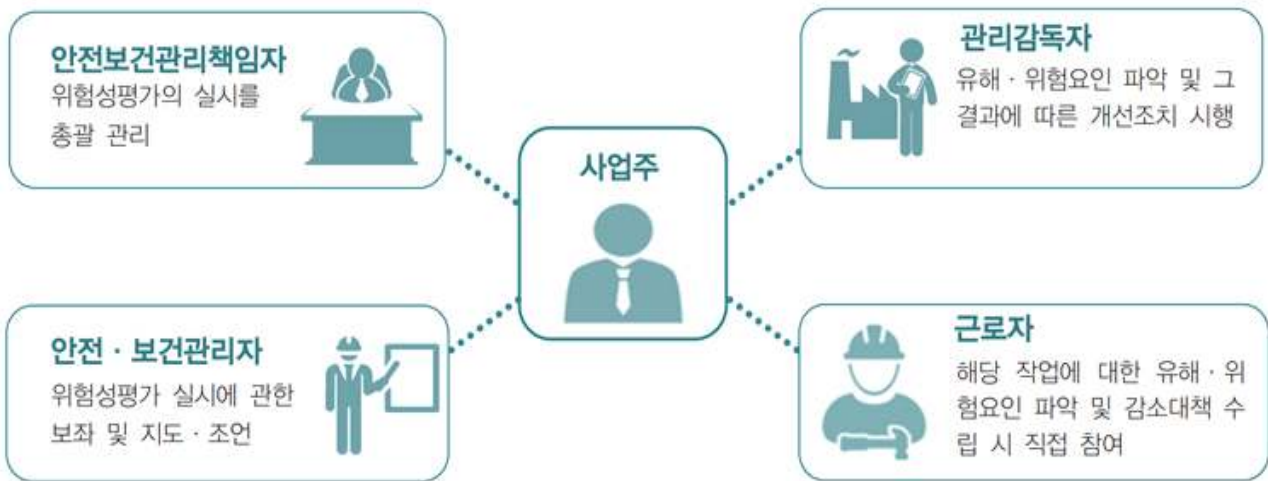 안전보건관리책임자
위험성평가의 실시를
총괄 관리
관리감독자
유해 · 위험요인 파악 및 그
결과에 따른 개선조치 시행
사업주
안전 · 보건관리자
위험성평가 실시에 관한
보좌 및 지도 · 조언
근로자
해당 작업에 대한 유해 · 위
험요인 파악 및 감소대책 수
립 시 직접 참여